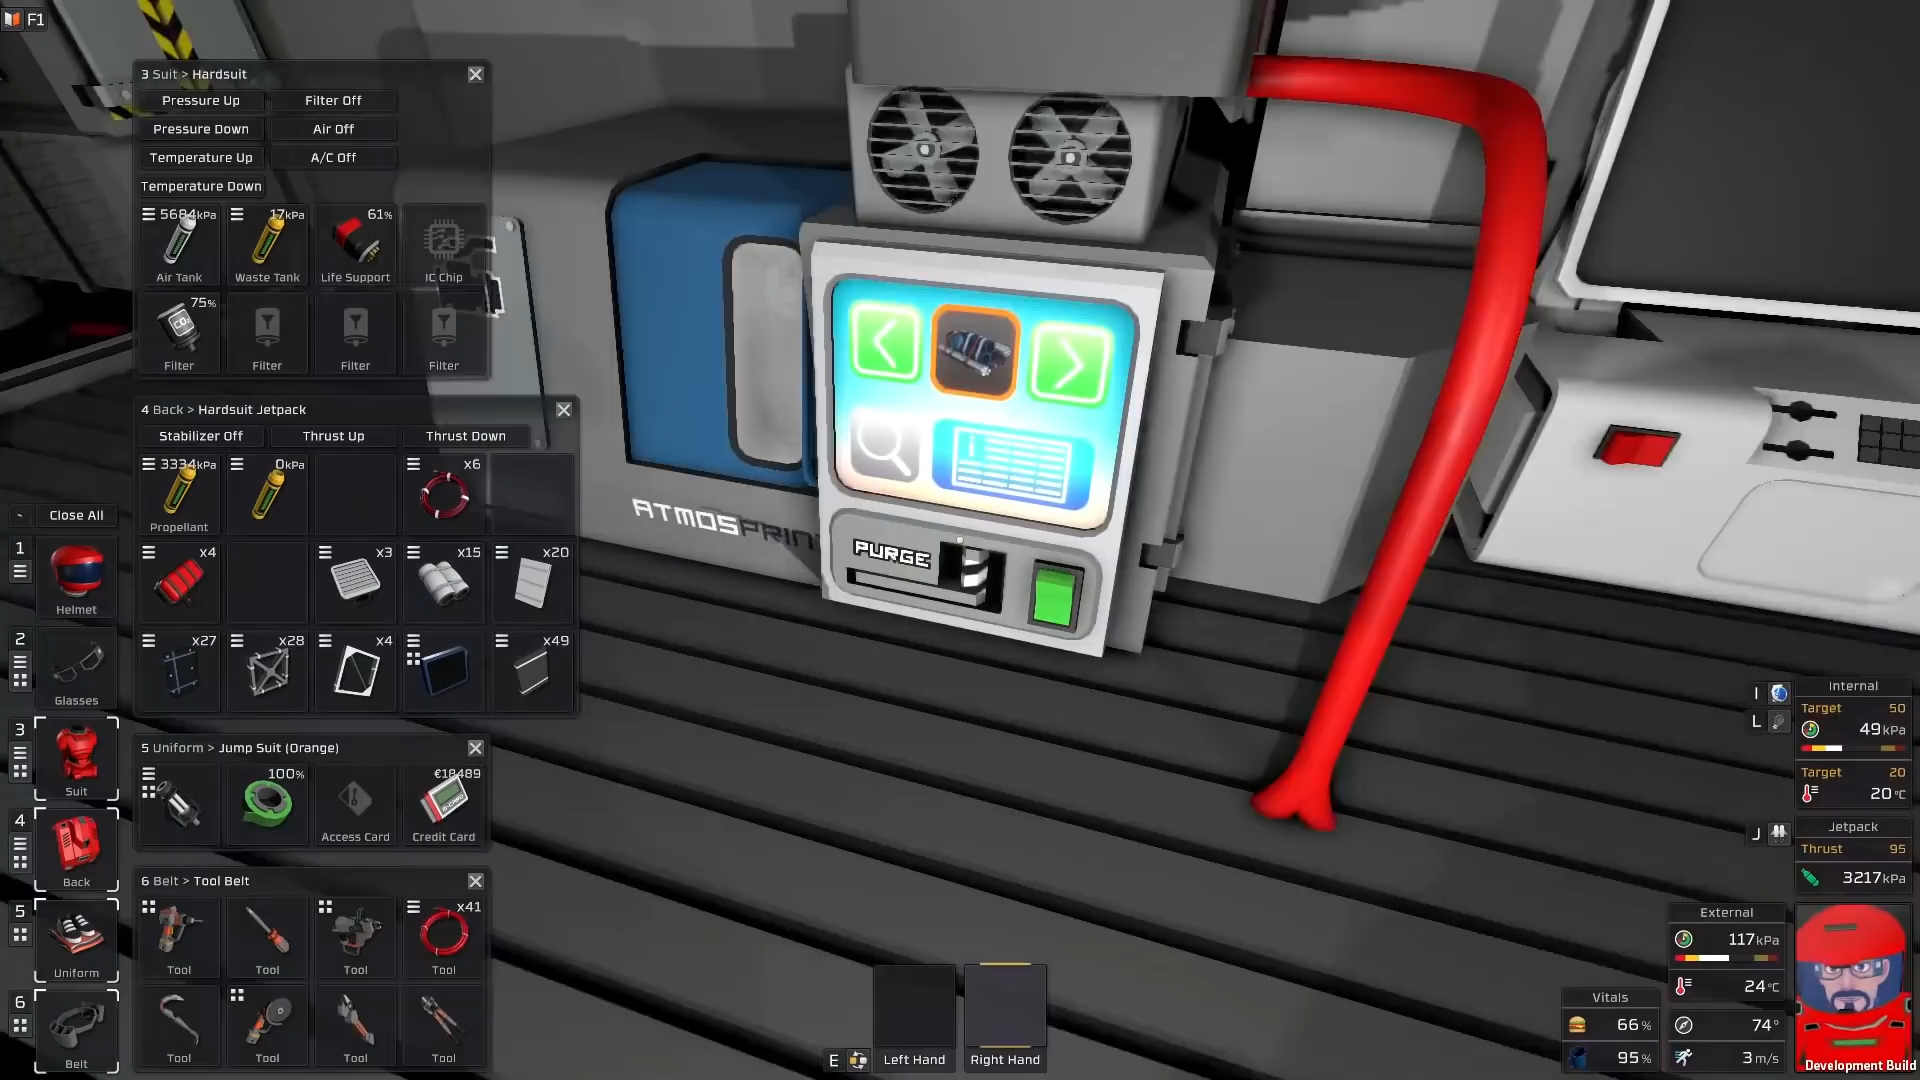 F1
3 Suit > Hardsuit
Pressure Up
Filter Off
Pressure Down
Air Off
Temperature Up
A/C Off
Temperature Down
5684kPa
17kPa
61%
Air Tank
Waste Tank
Life Support
IC Chip
CO₂
75%
Filter
Filter
Filter
Filter
4 Back > Hardsuit Jetpack
Stabilizer Off
Thrust Up
Thrust Down
3334kPa
0kPa
x6
Propellant
x4
x3
x15
x20
x27
x28
x4
x49
5 Uniform > Jump Suit (Orange)
100%
€18489
Access Card
Credit Card
6 Belt > Tool Belt
x41
Tool
Tool
Tool
Tool
Tool
Tool
Tool
Tool
~
Close All
1
Helmet
2
Glasses
3
Suit
4
Back
5
Uniform
6
Belt
ATMOSPRIN
PURGE
E
Left Hand
Right Hand
I
L
Internal
Target 50
49kPa
Target 20
20°C
J
Jetpack
Thrust 95
3217kPa
External
117kPa
24°C
74°
3m/s
Vitals
66%
95%
Development Build